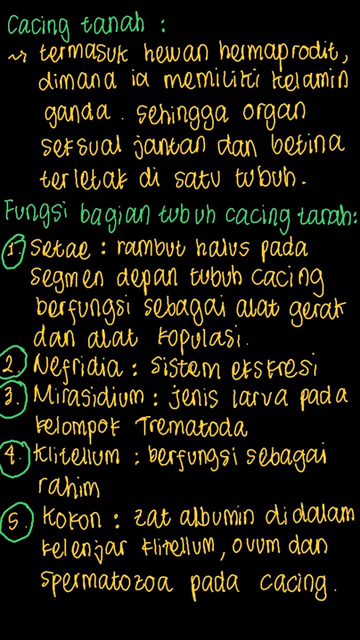 Cacing tanah :
~> termasuk hewan hermaprodit,
dimana ia memiliki kelamin
ganda. sehingga organ
seksual jantan dan betina
terletak di satu tubuh.
Fungsi bagian tubuh cacing tanah:
1. Setae : rambut halus pada
segmen depan tubuh cacing
berfungsi sebagai alat gerak
dan alat kopulasi.
2. Nefridia : sistem ekskresi
3. Mirasidium : jenis larva pada
kelompok Trematoda
4. Klitellum : berfungsi sebagai
rahim
5. Kokon : zat albumin didalam
kelenjar klitellum, ovum dan
spermatozoa pada cacing.